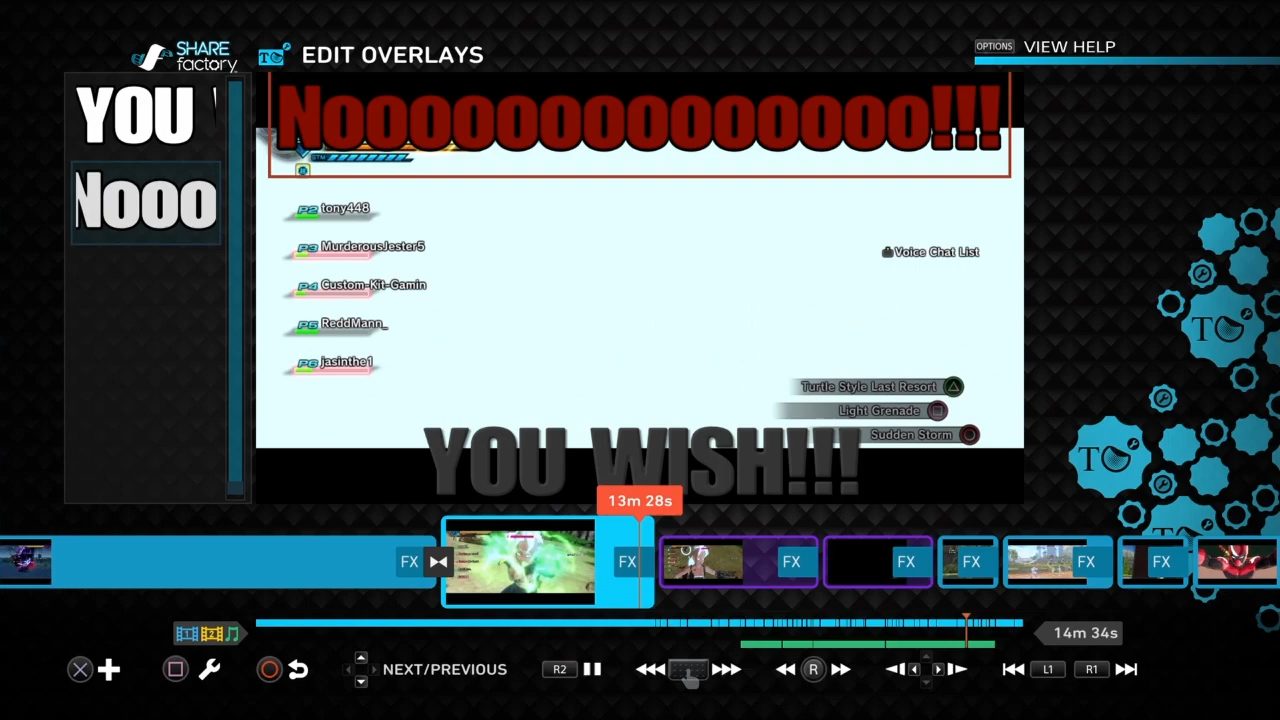 SHARE
factory
EDIT OVERLAYS
OPTIONS VIEW HELP
YOU
Nooo
Noooooooooooooo!!!
STM
P2 tony448
P3 MurderousJester5
Voice Chat List
P4 Custom-Kit-Gamin
P5 ReddMann_
P6 jasinthe1
Turtle Style Last Resort
Light Grenade
Sudden Storm
YOU WISH!!!
13m 28s
FX
FX
FX
FX
FX
FX
FX
14m 34s
NEXT/PREVIOUS
R2
R
L1
R1